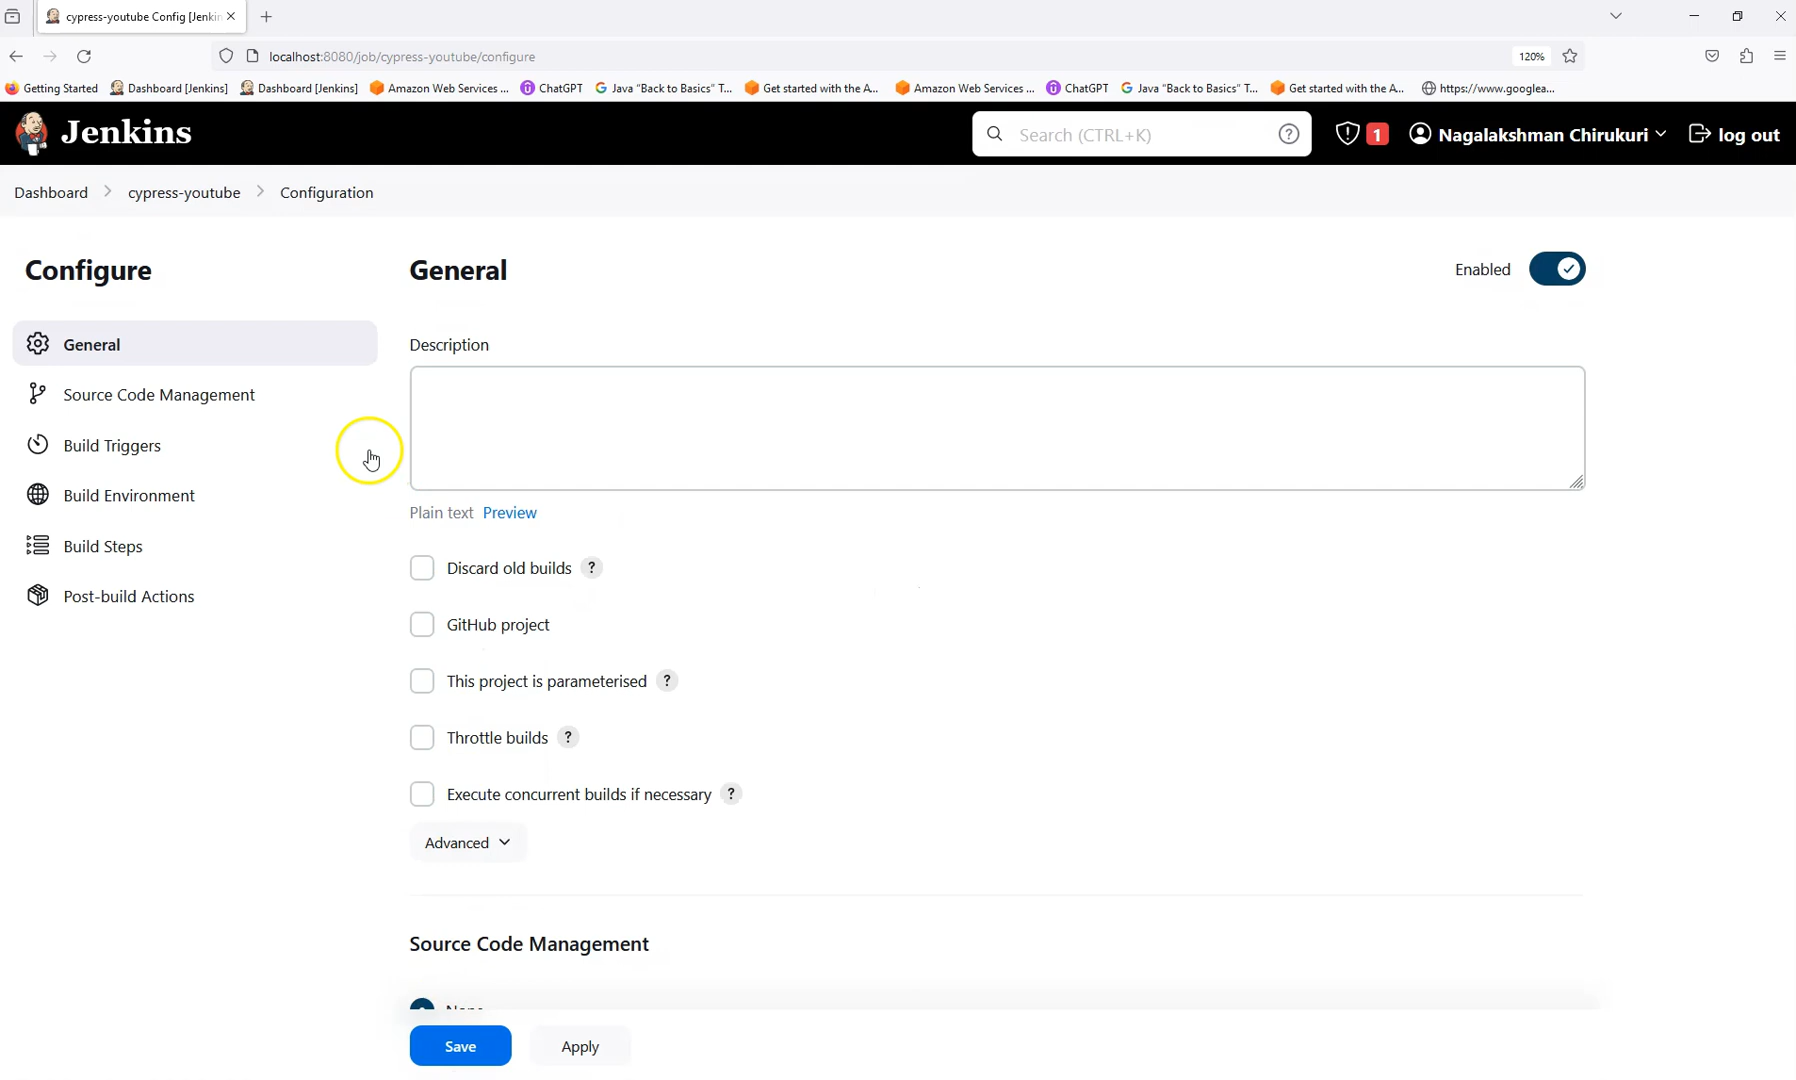 cypress-youtube Config [Jenkin
localhost:8080/job/cypress-youtube/configure
120%
Getting Started
Dashboard [Jenkins]
Dashboard [Jenkins]
Amazon Web Services ...
ChatGPT
Java "Back to Basics" T...
Get started with the A...
Amazon Web Services ...
ChatGPT
Java "Back to Basics" T...
Get started with the A...
https://www.googlea...
Jenkins
Search (CTRL+K)
?
1
Nagalakshman Chirukuri
log out
Dashboard
cypress-youtube
Configuration
Configure
General
Source Code Management
Build Triggers
Build Environment
Build Steps
Post-build Actions
General
Enabled
Description
Plain text Preview
Discard old builds ?
GitHub project
This project is parameterised ?
Throttle builds ?
Execute concurrent builds if necessary ?
Advanced
Source Code Management
None
Save
Apply